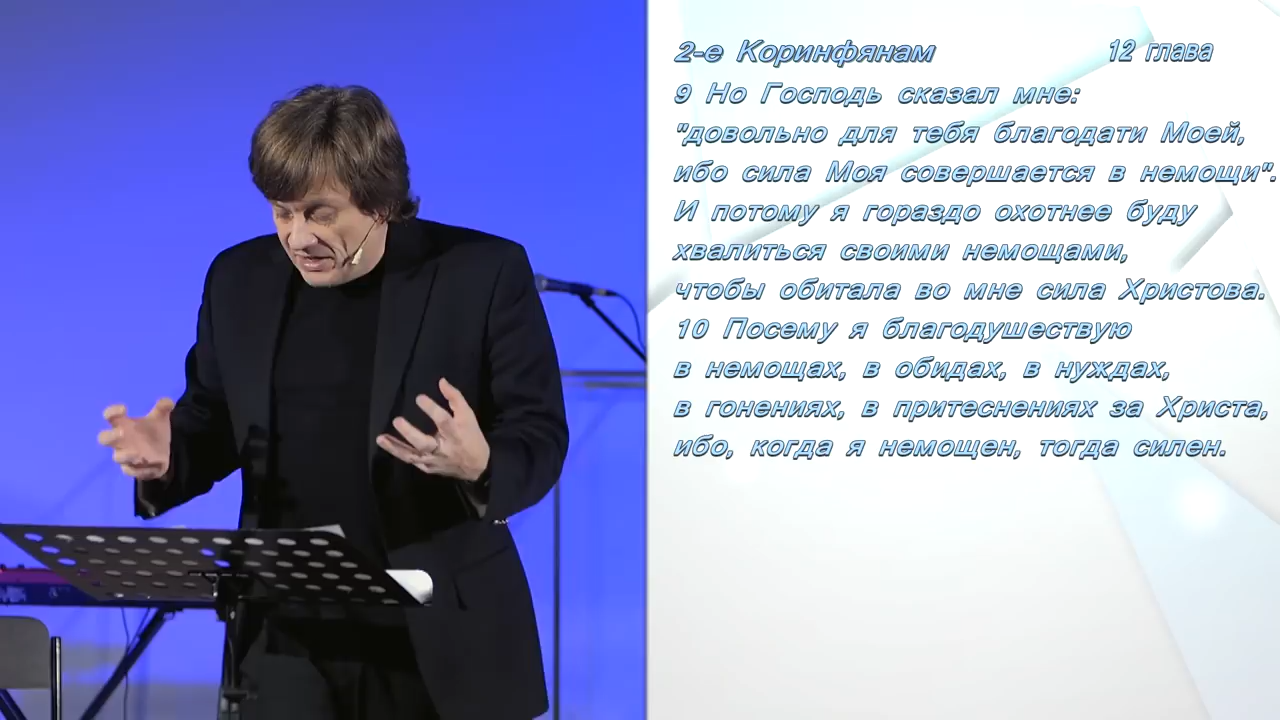 2-е Коринфянам 12 глава
9 Но Господь сказал мне:
"довольно для тебя благодати Моей,
ибо сила Моя совершается в немощи".
И потому я гораздо охотнее буду
хвалиться своими немощами,
чтобы обитала во мне сила Христова.
10 Посему я благодушествую
в немощах, в обидах, в нуждах,
в гонениях, в притеснениях за Христа,
ибо, когда я немощен, тогда силен.